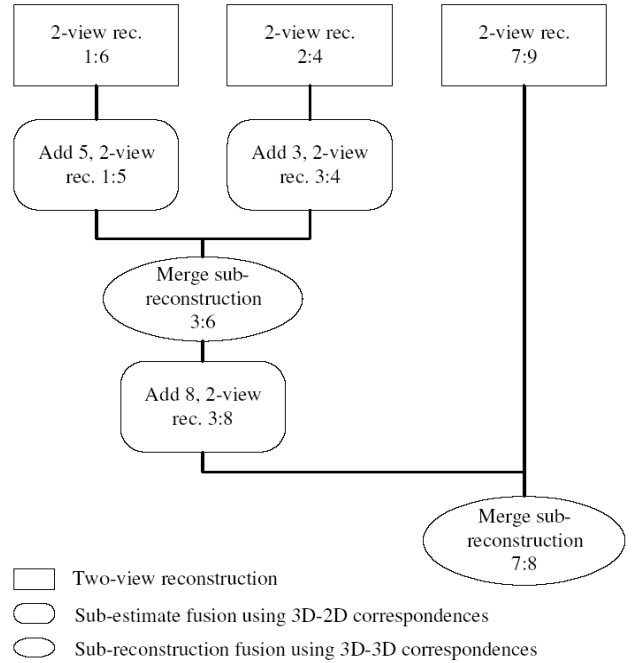 2-view rec.
1:6
2-view rec.
2:4
2-view rec.
7:9
Add 5, 2-view
rec. 1:5
Add 3, 2-view
rec. 3:4
Merge sub-
reconstruction
3:6
Add 8, 2-view
rec. 3:8
Merge sub-
reconstruction
7:8
Two-view reconstruction
Sub-estimate fusion using 3D-2D correspondences
Sub-reconstruction fusion using 3D-3D correspondences